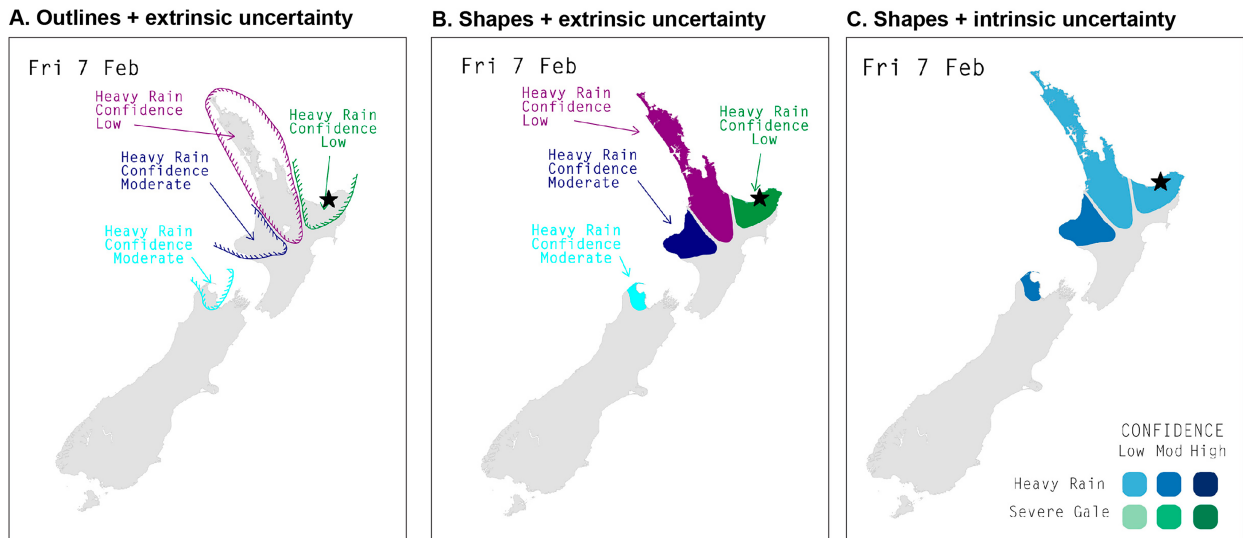 A. Outlines + extrinsic uncertainty
Fri 7 Feb
Heavy Rain
Confidence
Low
Heavy Rain
Confidence
Low
Heavy Rain
Confidence
Moderate
Heavy Rain
Confidence
Moderate
B. Shapes + extrinsic uncertainty
Fri 7 Feb
Heavy Rain
Confidence
Low
Heavy Rain
Confidence
Low
Heavy Rain
Confidence
Moderate
Heavy Rain
Confidence
Moderate
C. Shapes + intrinsic uncertainty
Fri 7 Feb
CONFIDENCE
Low Mod High
Heavy Rain
Severe Gale